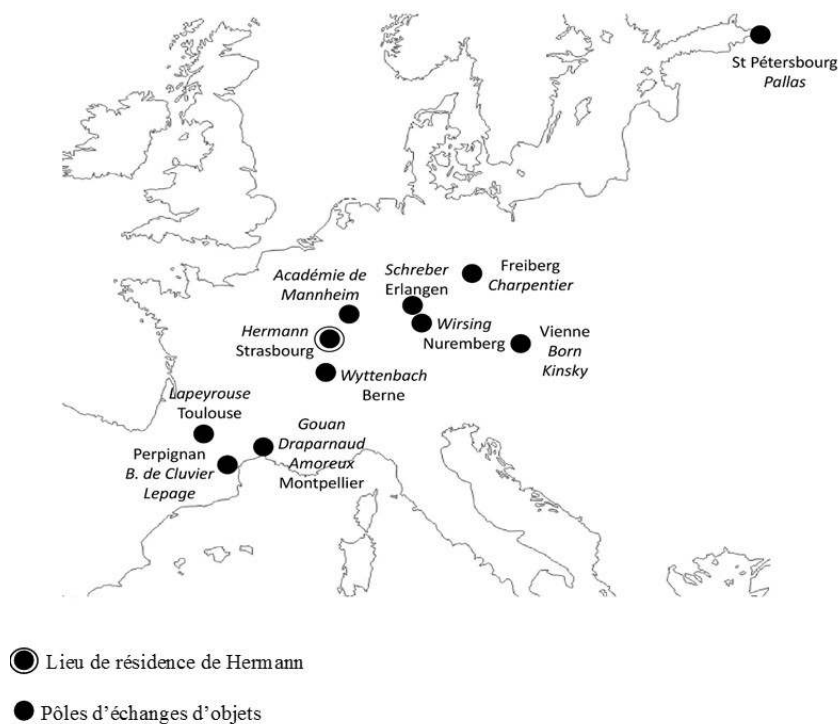 St Pétersbourg
Pallas
Schreber
Erlangen
Freiberg
Charpentier
Académie de
Mannheim
Hermann
Strasbourg
Wirsing
Nuremberg
Vienne
Born
Kinsky
Wyttenbach
Berne
Lapeyrouse
Toulouse
Gouan
Draparnaud
Amoreux
Montpellier
Perpignan
B. de Cluvier
Lepage
Lieu de résidence de Hermann
Pôles d'échanges d'objets